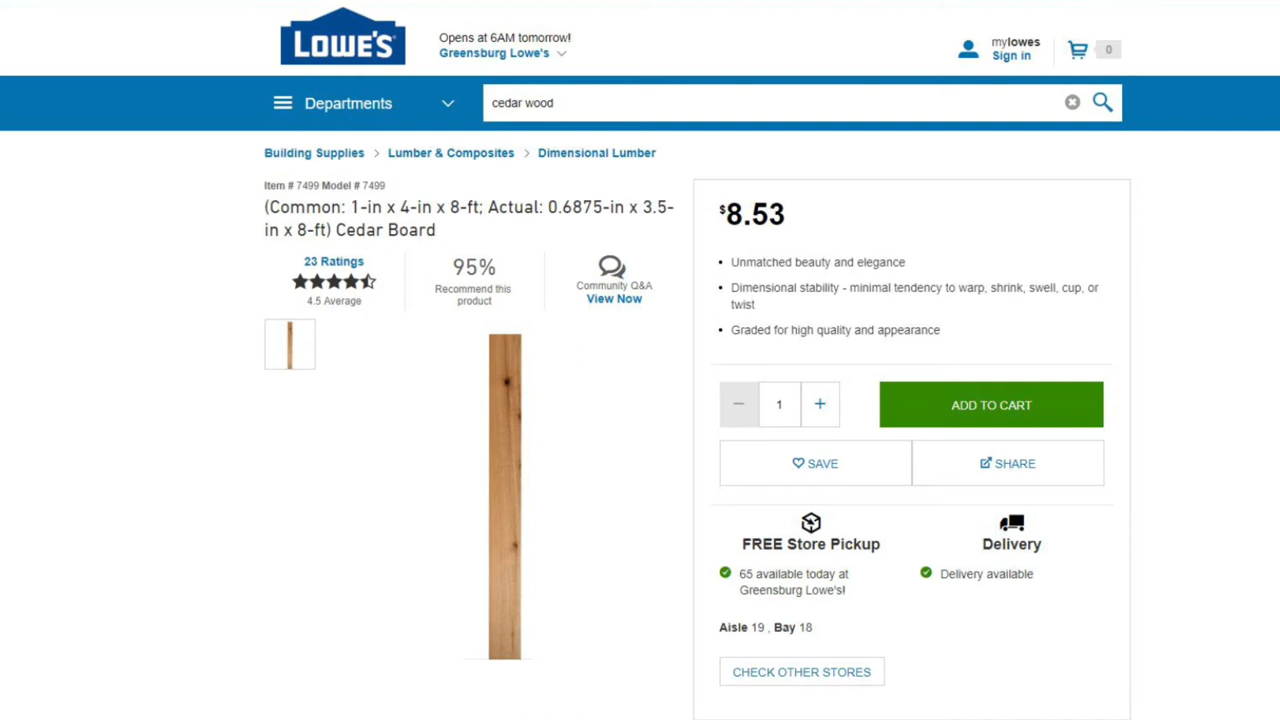 LOWE'S
Opens at 6AM tomorrow!
Greensburg Lowe's
mylowes
Sign in
0
Departments
cedar wood
Building Supplies > Lumber & Composites > Dimensional Lumber
Item # 7499 Model # 7499
(Common: 1-in x 4-in x 8-ft; Actual: 0.6875-in x 3.5-
in x 8-ft) Cedar Board
23 Ratings
4.5 Average
95%
Recommend this
product
Community Q&A
View Now
$8.53
• Unmatched beauty and elegance
• Dimensional stability - minimal tendency to warp, shrink, swell, cup, or
twist
• Graded for high quality and appearance
− 1 +
ADD TO CART
SAVE
SHARE
FREE Store Pickup
65 available today at
Greensburg Lowe's!
Delivery
Delivery available
Aisle 19 , Bay 18
CHECK OTHER STORES